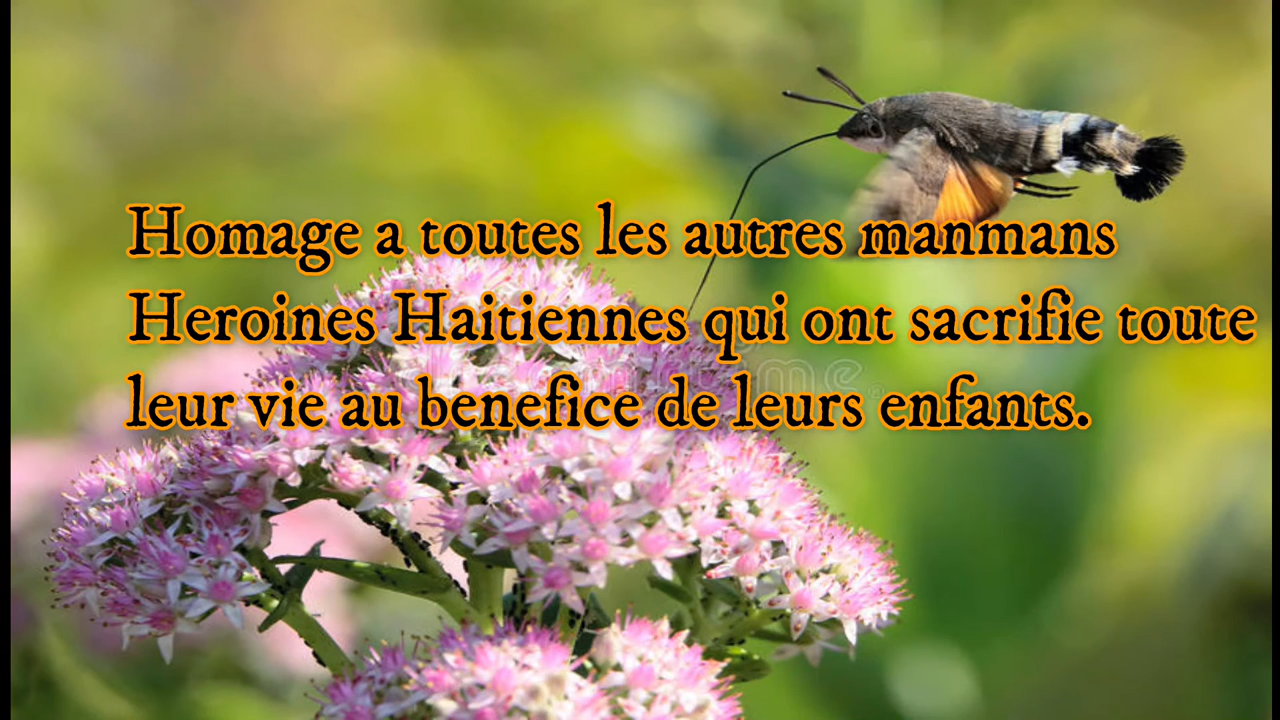 Homage a toutes les autres manmans
Heroines Haitiennes qui ont sacrifie toute
leur vie au benefice de leurs enfants.